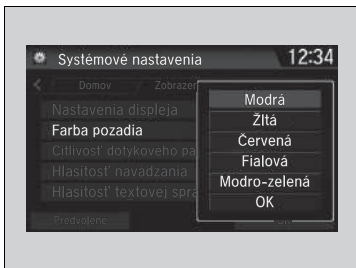 Systémové nastavenia 12:34
Domov Zobrazen
Nastavenia displeja
Farba pozadia
Citlivosť dotykového pa
Hlasitosť navádzania
Hlasitosť textovej sprá
Predvolené
Modrá
Žltá
Červená
Fialová
Modro-zelená
OK